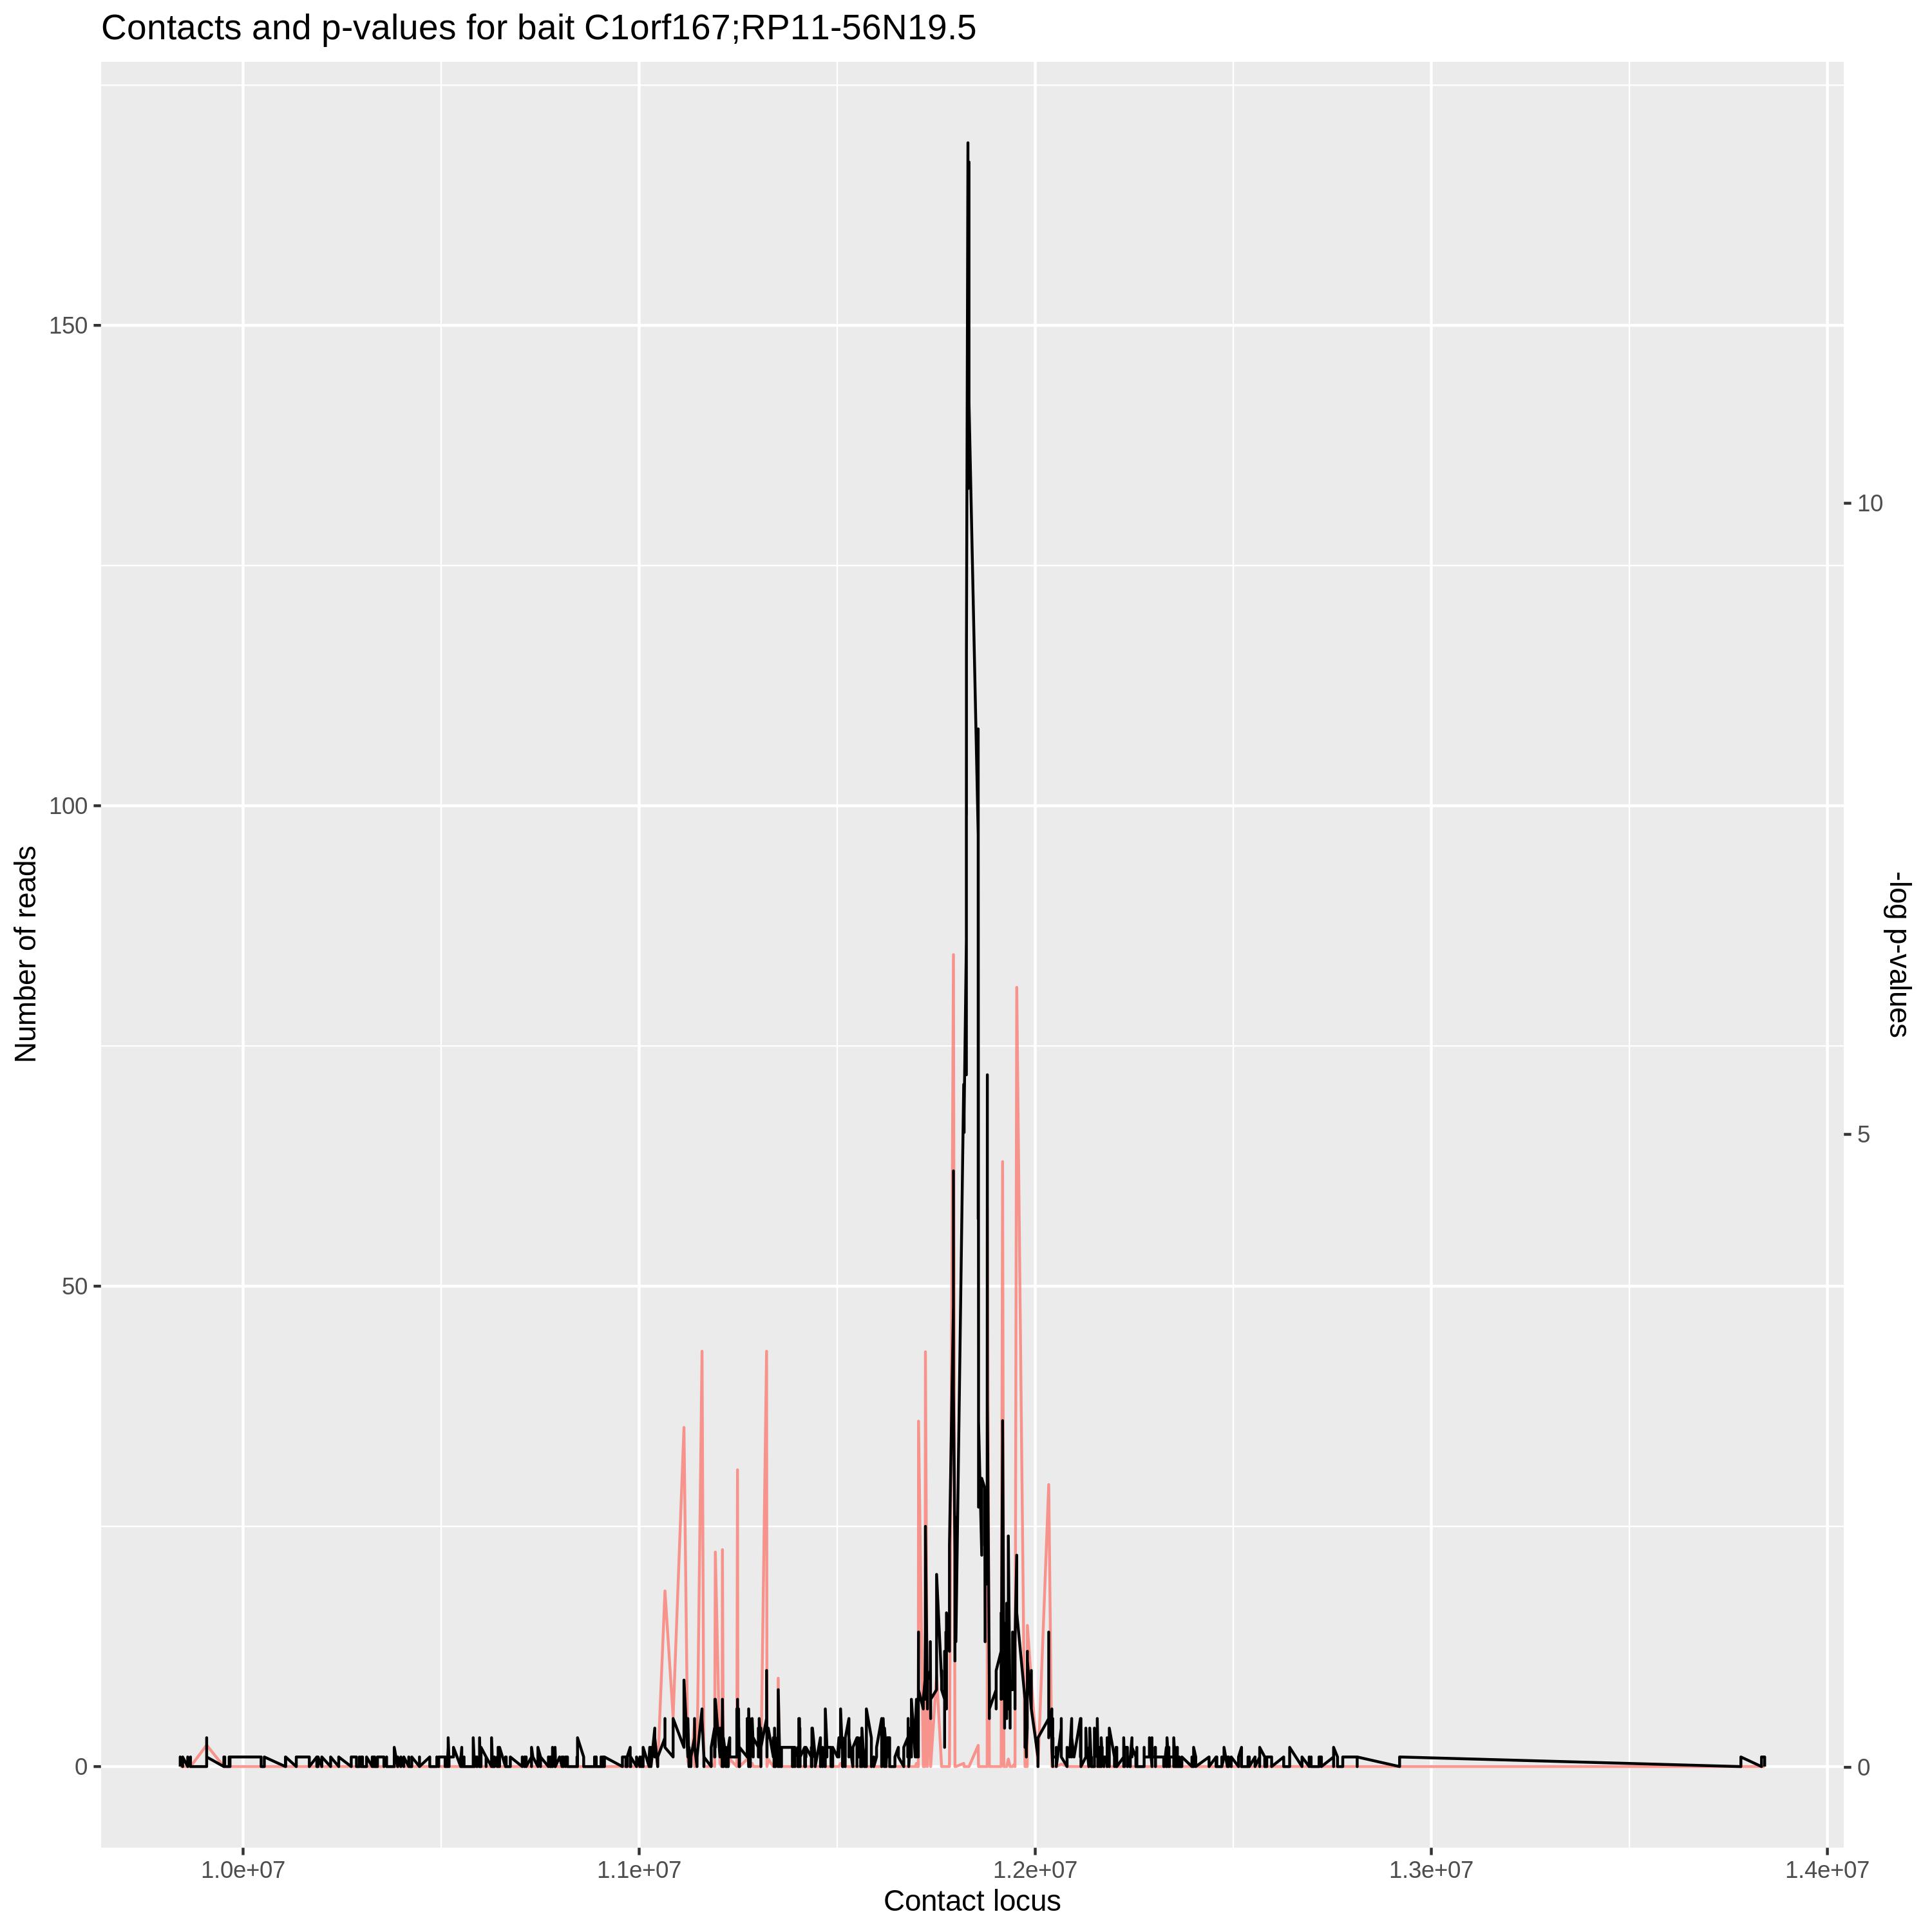 Contacts and p-values for bait C1orf167;RP11-56N19.5
150
100
50
0
Number of reads
10
5
0
-log p-values
1.0e+07
1.1e+07
1.2e+07
1.3e+07
1.4e+07
Contact locus